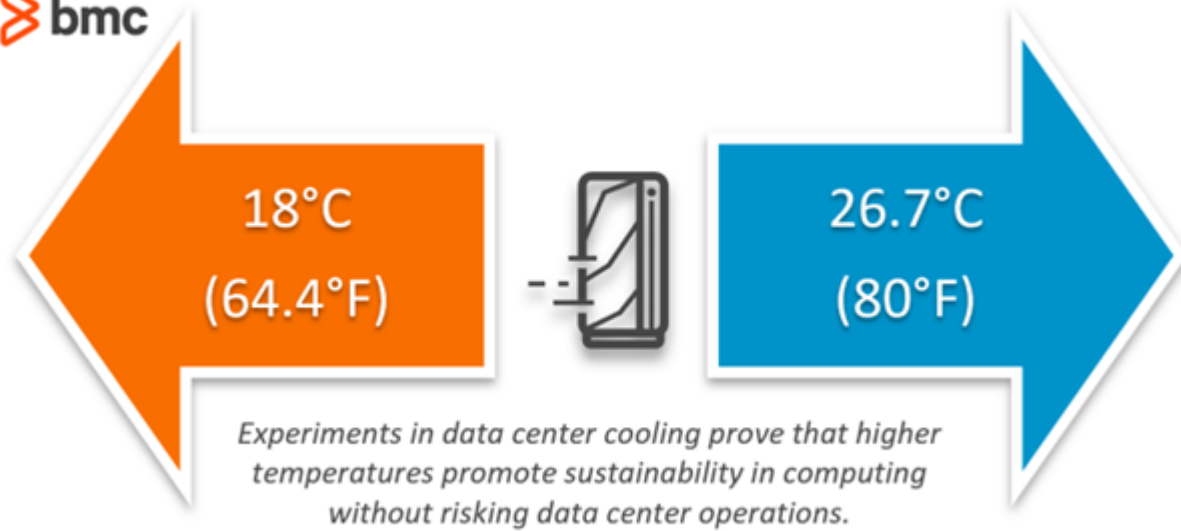 bmc
18°C
(64.4°F)
26.7°C
(80°F)
Experiments in data center cooling prove that higher
temperatures promote sustainability in computing
without risking data center operations.